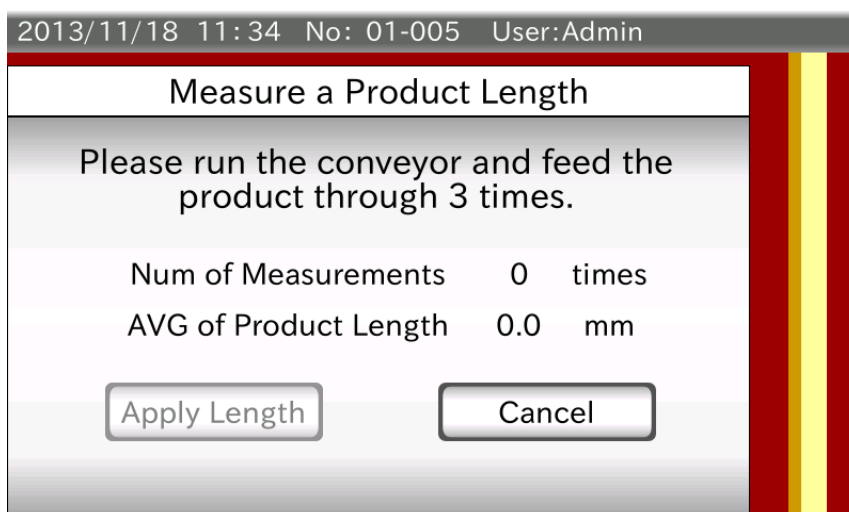 2013/11/18 11:34 No: 01-005 User:Admin
Measure a Product Length
Please run the conveyor and feed the
product through 3 times.
Num of Measurements 0 times
AVG of Product Length 0.0 mm
Apply Length Cancel